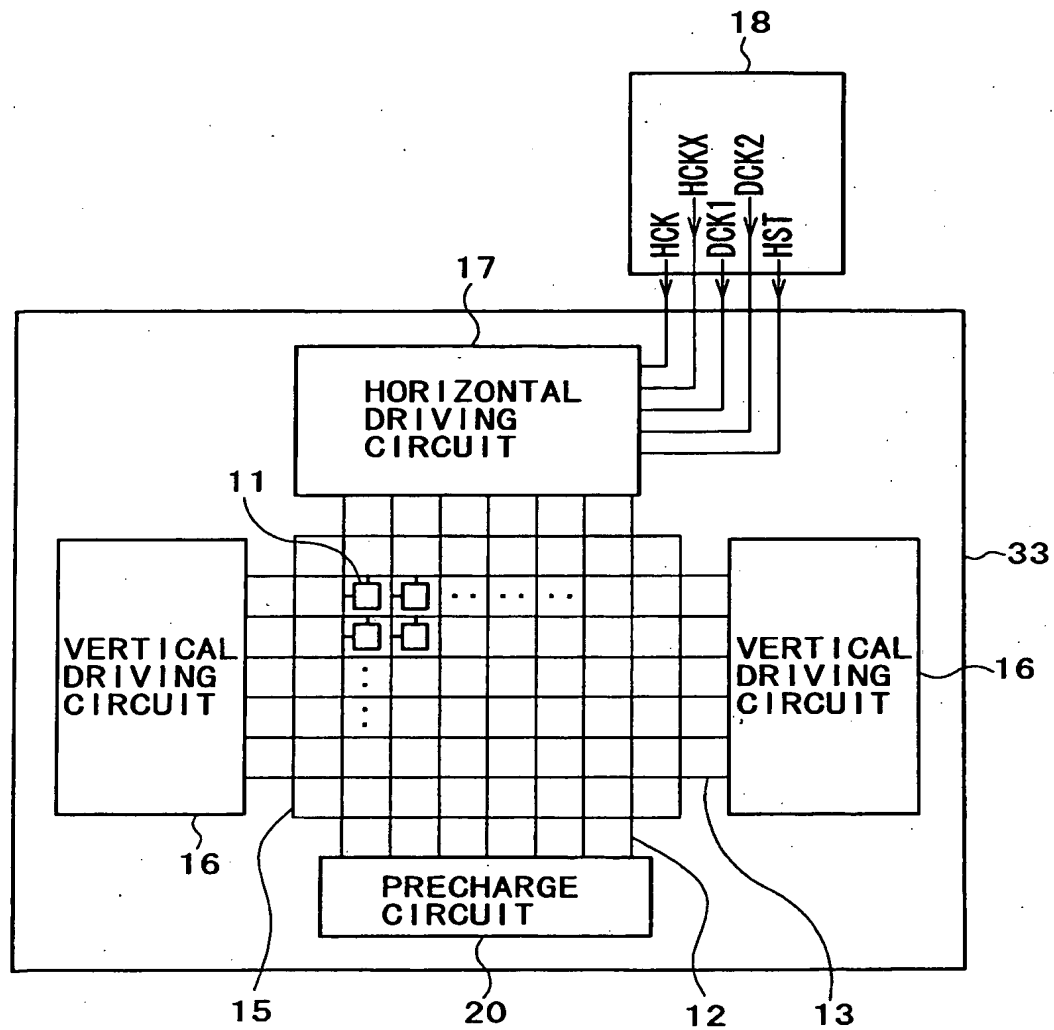 18
HCK
HCKX
DCK1
DCK2
HST
17
HORIZONTAL
DRIVING
CIRCUIT
11
33
VERTICAL
DRIVING
CIRCUIT
VERTICAL
DRIVING
CIRCUIT
16
16
PRECHARGE
CIRCUIT
15
20
12
13